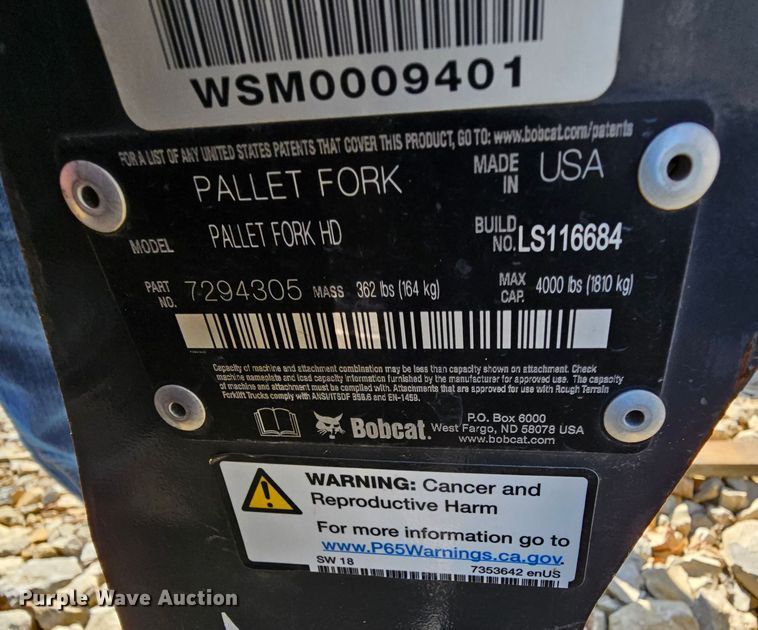 WSM0009401
FOR A LIST OF ANY UNITED STATES PATENTS THAT COVER THIS PRODUCT, GO TO: www.bobcat.com/patents
PALLET FORK MADE IN USA
MODEL PALLET FORK HD BUILD NO. LS116684
PART NO. 7294305 MASS 362 lbs (164 kg) MAX CAP. 4000 lbs (1810 kg)
Capacity of machine and attachment combination may be less than capacity shown on attachment. Check
machine nameplate and load capacity information furnished by the manufacturer for approved use. The capacity
of machine and attachment must be complied with. Attachments that are approved for use with Rough Terrain
Forklift Trucks comply with ANSI/ITSDF B56.6 and EN-1459.
Bobcat.
P.O. Box 6000
West Fargo, ND 58078 USA
www.bobcat.com
WARNING: Cancer and
Reproductive Harm
For more information go to
www.P65Warnings.ca.gov.
SW 18 7353642 enUS
Purple Wave Auction